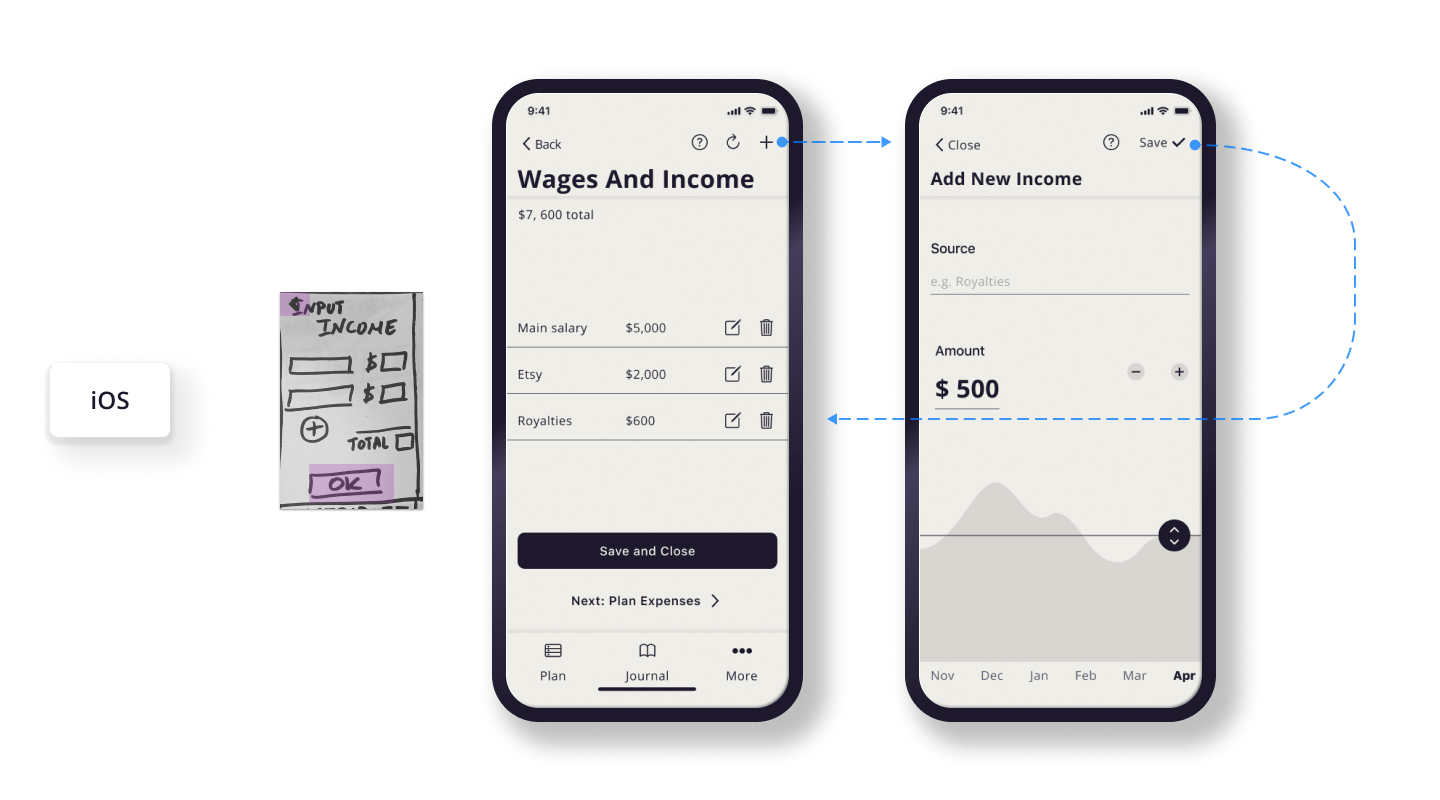 iOS
INPUT
INCOME
$
$
TOTAL
OK
9:41
Back
Wages And Income
$7, 600 total
Main salary $5,000
Etsy $2,000
Royalties $600
Save and Close
Next: Plan Expenses
Plan Journal More
9:41
Close Save
Add New Income
Source
e.g. Royalties
Amount
$ 500
Nov Dec Jan Feb Mar Apr